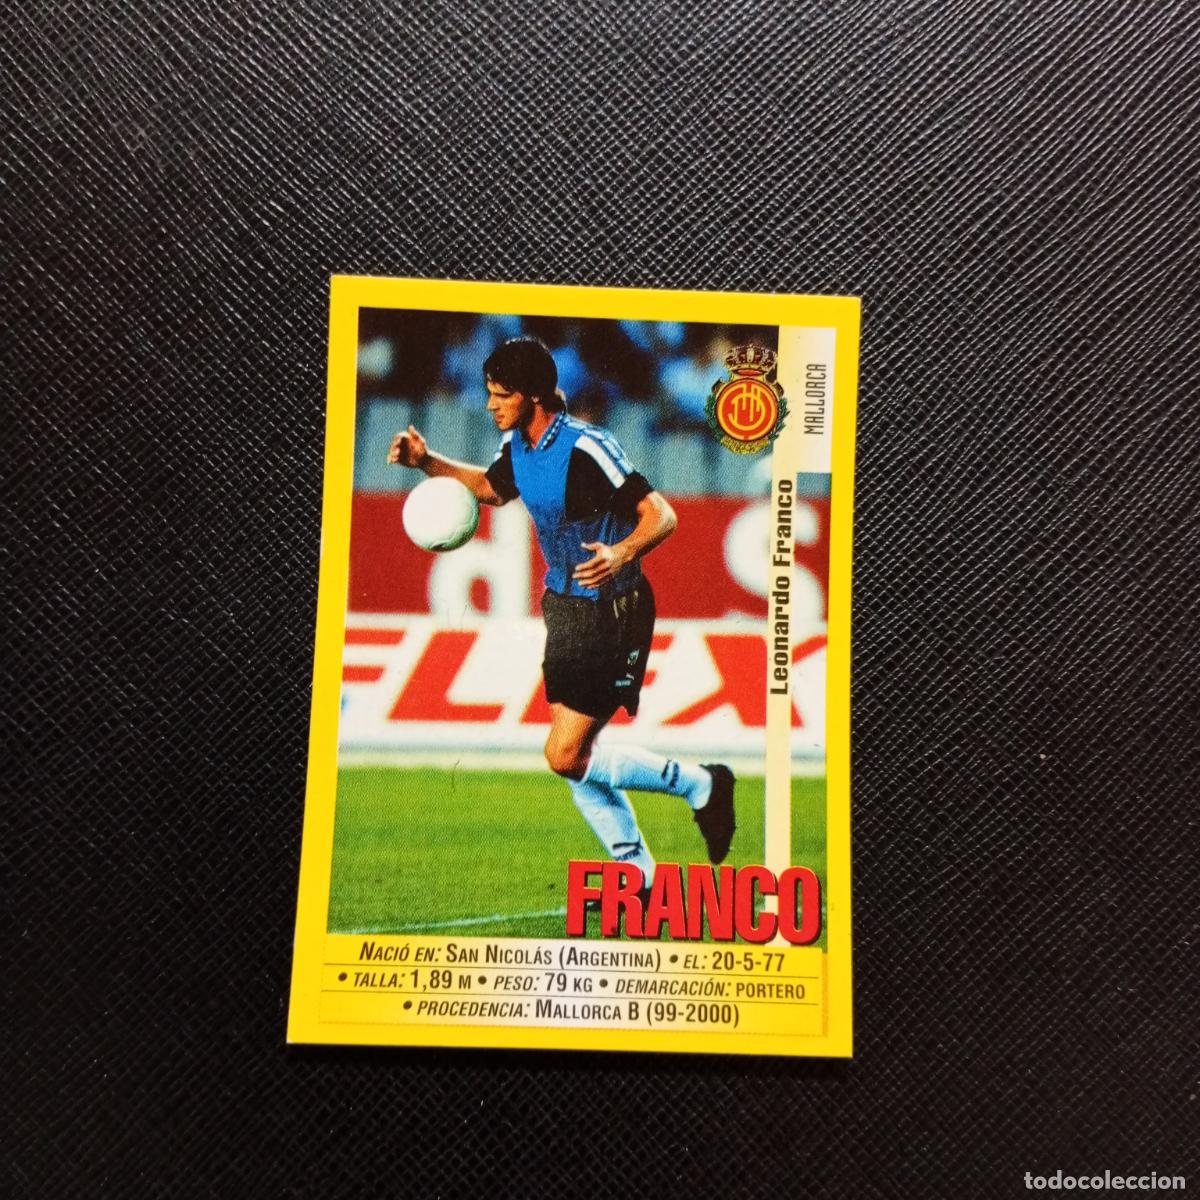 MALLORCA
Leonardo Franco
FLEX
FRANCO
NACIÓ EN: SAN NICOLÁS (ARGENTINA) • EL: 20-5-77
• TALLA: 1,89 M • PESO: 79 KG • DEMARCACIÓN: PORTERO
• PROCEDENCIA: MALLORCA B (99-2000)
todocoleccion